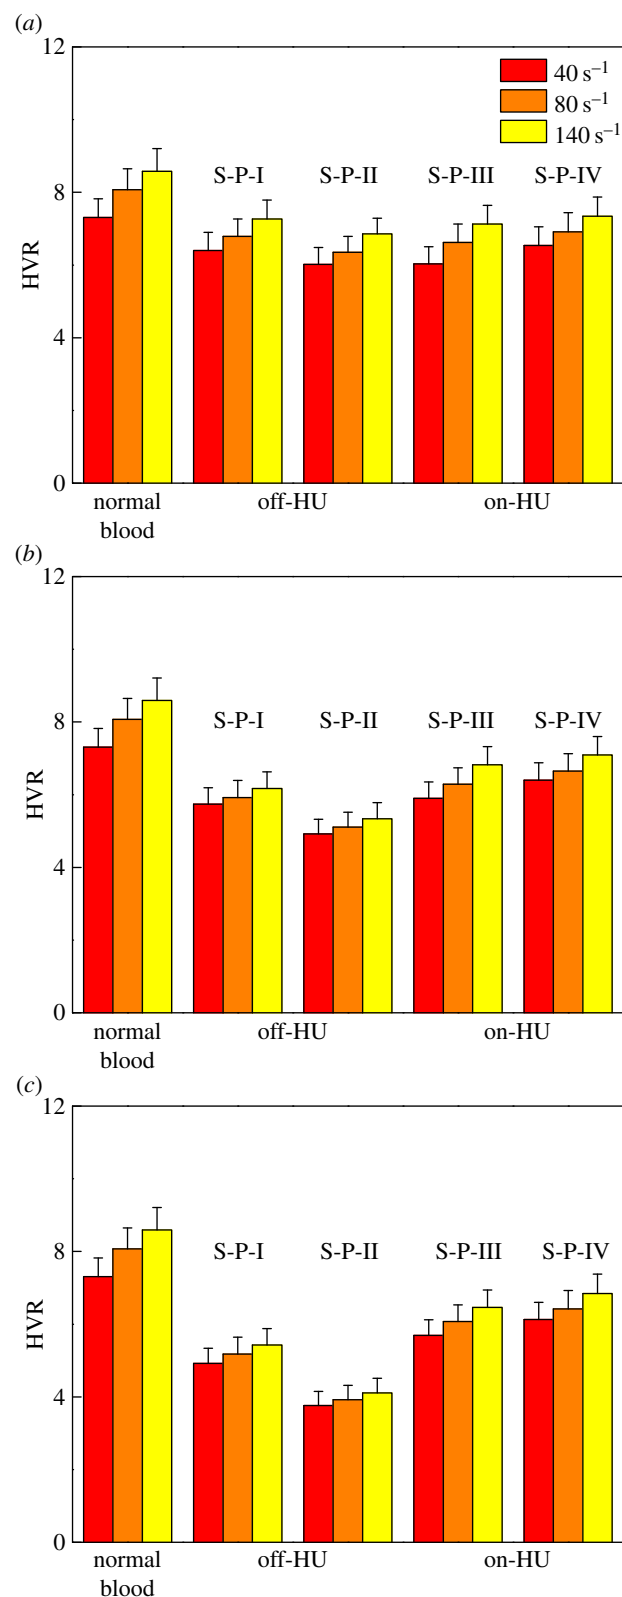 (a)
12
40 s⁻¹
80 s⁻¹
140 s⁻¹
S-P-I S-P-II S-P-III S-P-IV
8
HVR
4
0
normal blood off-HU on-HU
(b)
12
8
S-P-I S-P-II S-P-III S-P-IV
HVR
4
0
normal blood off-HU on-HU
(c)
12
8
S-P-I S-P-II S-P-III S-P-IV
HVR
4
0
normal blood off-HU on-HU